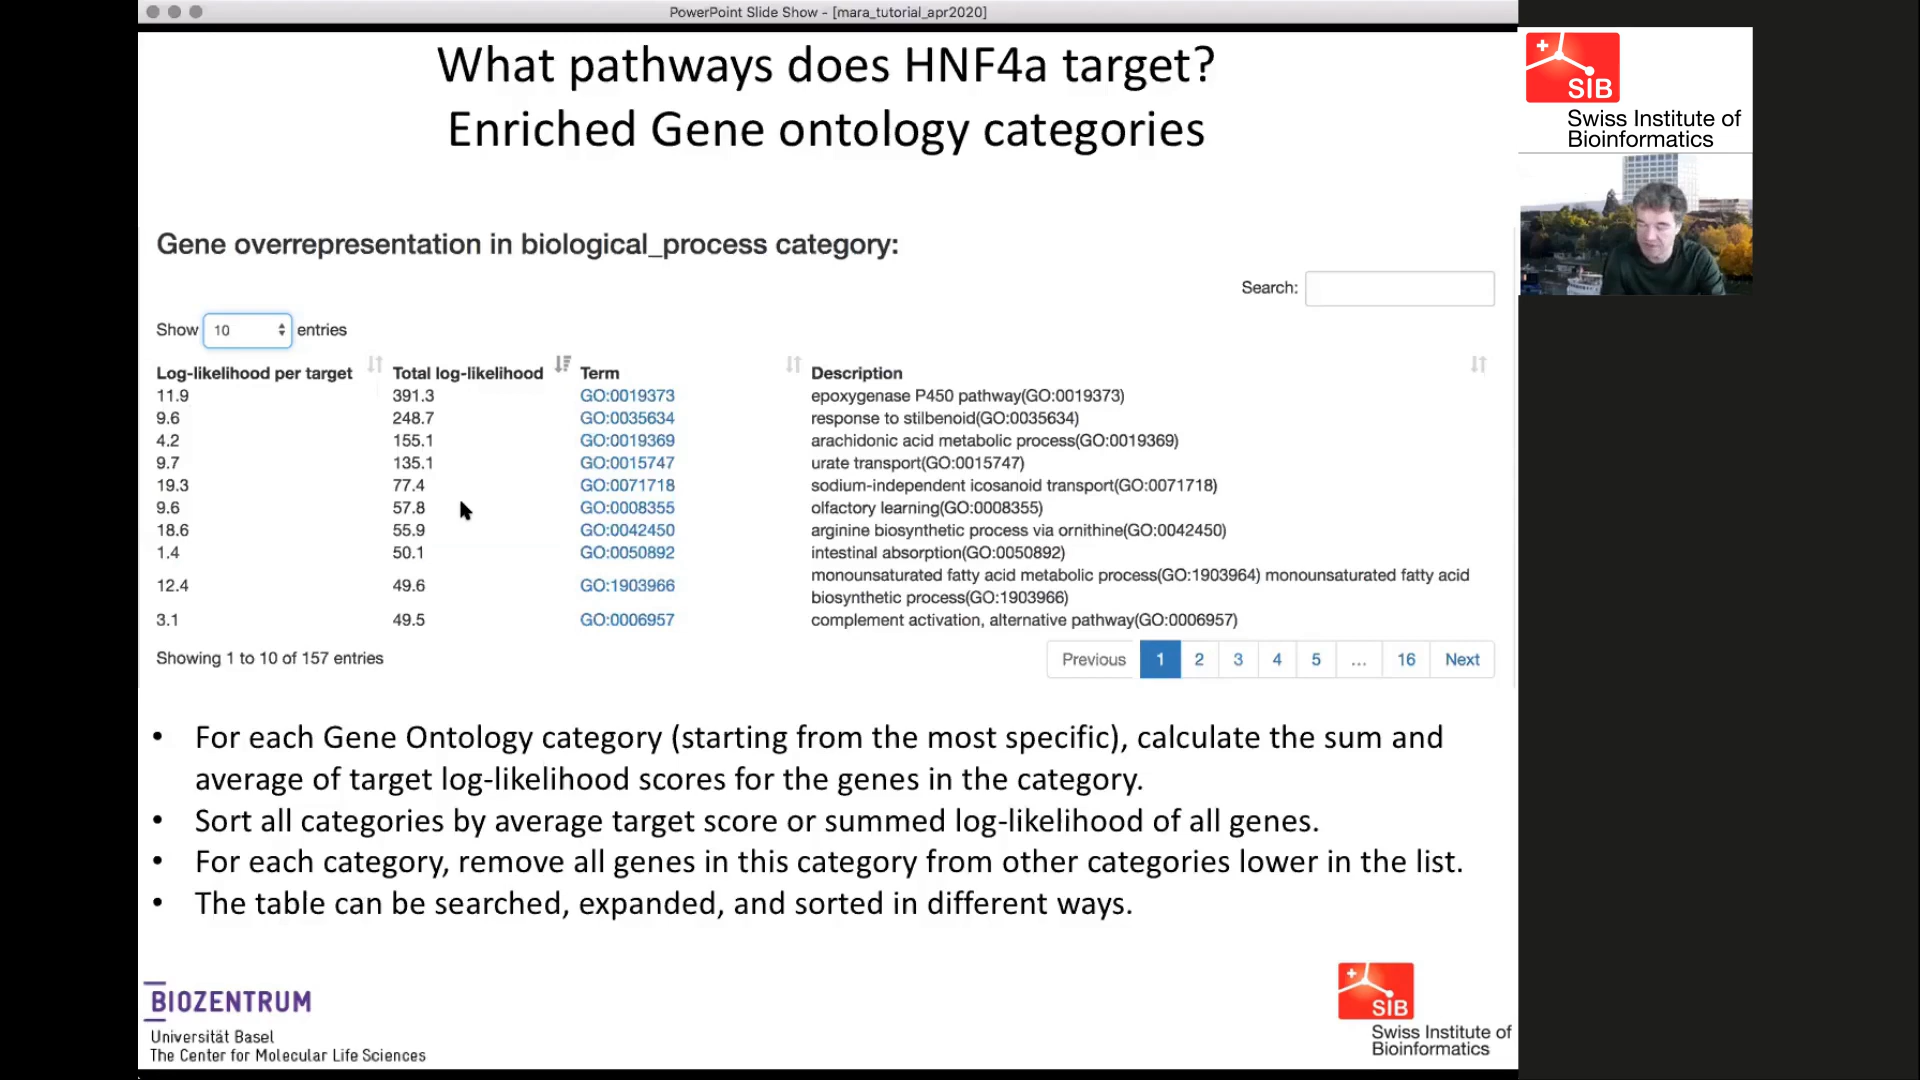 PowerPoint Slide Show - [mara_tutorial_apr2020]
What pathways does HNF4a target?
Enriched Gene ontology categories
SIB
Swiss Institute of
Bioinformatics
Gene overrepresentation in biological_process category:
Search:
Show 10 entries
Log-likelihood per target Total log-likelihood Term Description
11.9 391.3 GO:0019373 epoxygenase P450 pathway(GO:0019373)
9.6 248.7 GO:0035634 response to stilbenoid(GO:0035634)
4.2 155.1 GO:0019369 arachidonic acid metabolic process(GO:0019369)
9.7 135.1 GO:0015747 urate transport(GO:0015747)
19.3 77.4 GO:0071718 sodium-independent icosanoid transport(GO:0071718)
9.6 57.8 GO:0008355 olfactory learning(GO:0008355)
18.6 55.9 GO:0042450 arginine biosynthetic process via ornithine(GO:0042450)
1.4 50.1 GO:0050892 intestinal absorption(GO:0050892)
12.4 49.6 GO:1903966 monounsaturated fatty acid metabolic process(GO:1903964) monounsaturated fatty acid
biosynthetic process(GO:1903966)
3.1 49.5 GO:0006957 complement activation, alternative pathway(GO:0006957)
Showing 1 to 10 of 157 entries
Previous 1 2 3 4 5 ... 16 Next
• For each Gene Ontology category (starting from the most specific), calculate the sum and
average of target log-likelihood scores for the genes in the category.
• Sort all categories by average target score or summed log-likelihood of all genes.
• For each category, remove all genes in this category from other categories lower in the list.
• The table can be searched, expanded, and sorted in different ways.
BIOZENTRUM
Universität Basel
The Center for Molecular Life Sciences
SIB
Swiss Institute of
Bioinformatics